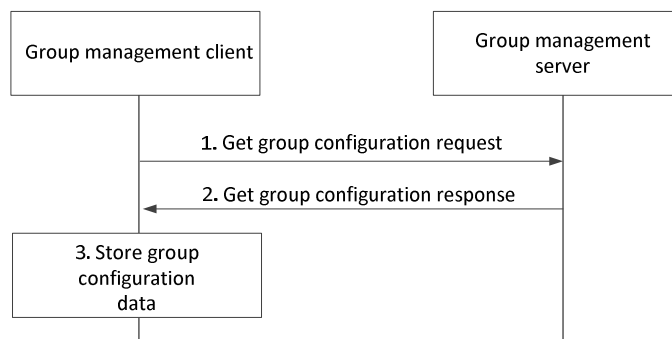 Group management client
Group management
server
1. Get group configuration request
2. Get group configuration response
3. Store group
configuration
data